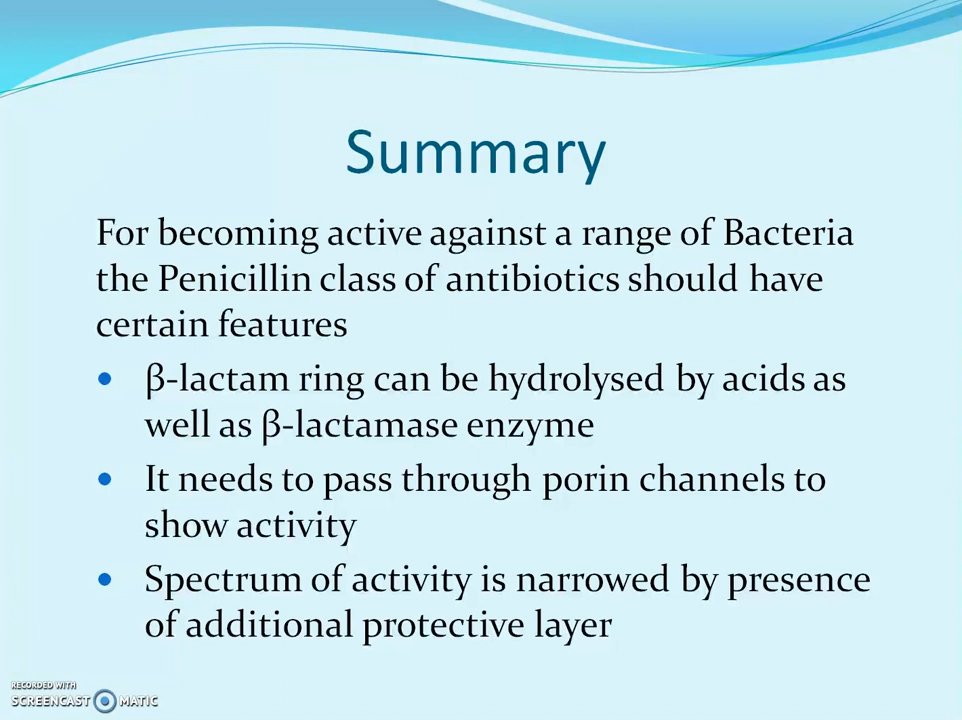 Summary
For becoming active against a range of Bacteria
the Penicillin class of antibiotics should have
certain features
• β-lactam ring can be hydrolysed by acids as
well as β-lactamase enzyme
• It needs to pass through porin channels to
show activity
• Spectrum of activity is narrowed by presence
of additional protective layer
RECORDED WITH
SCREENCAST MATIC